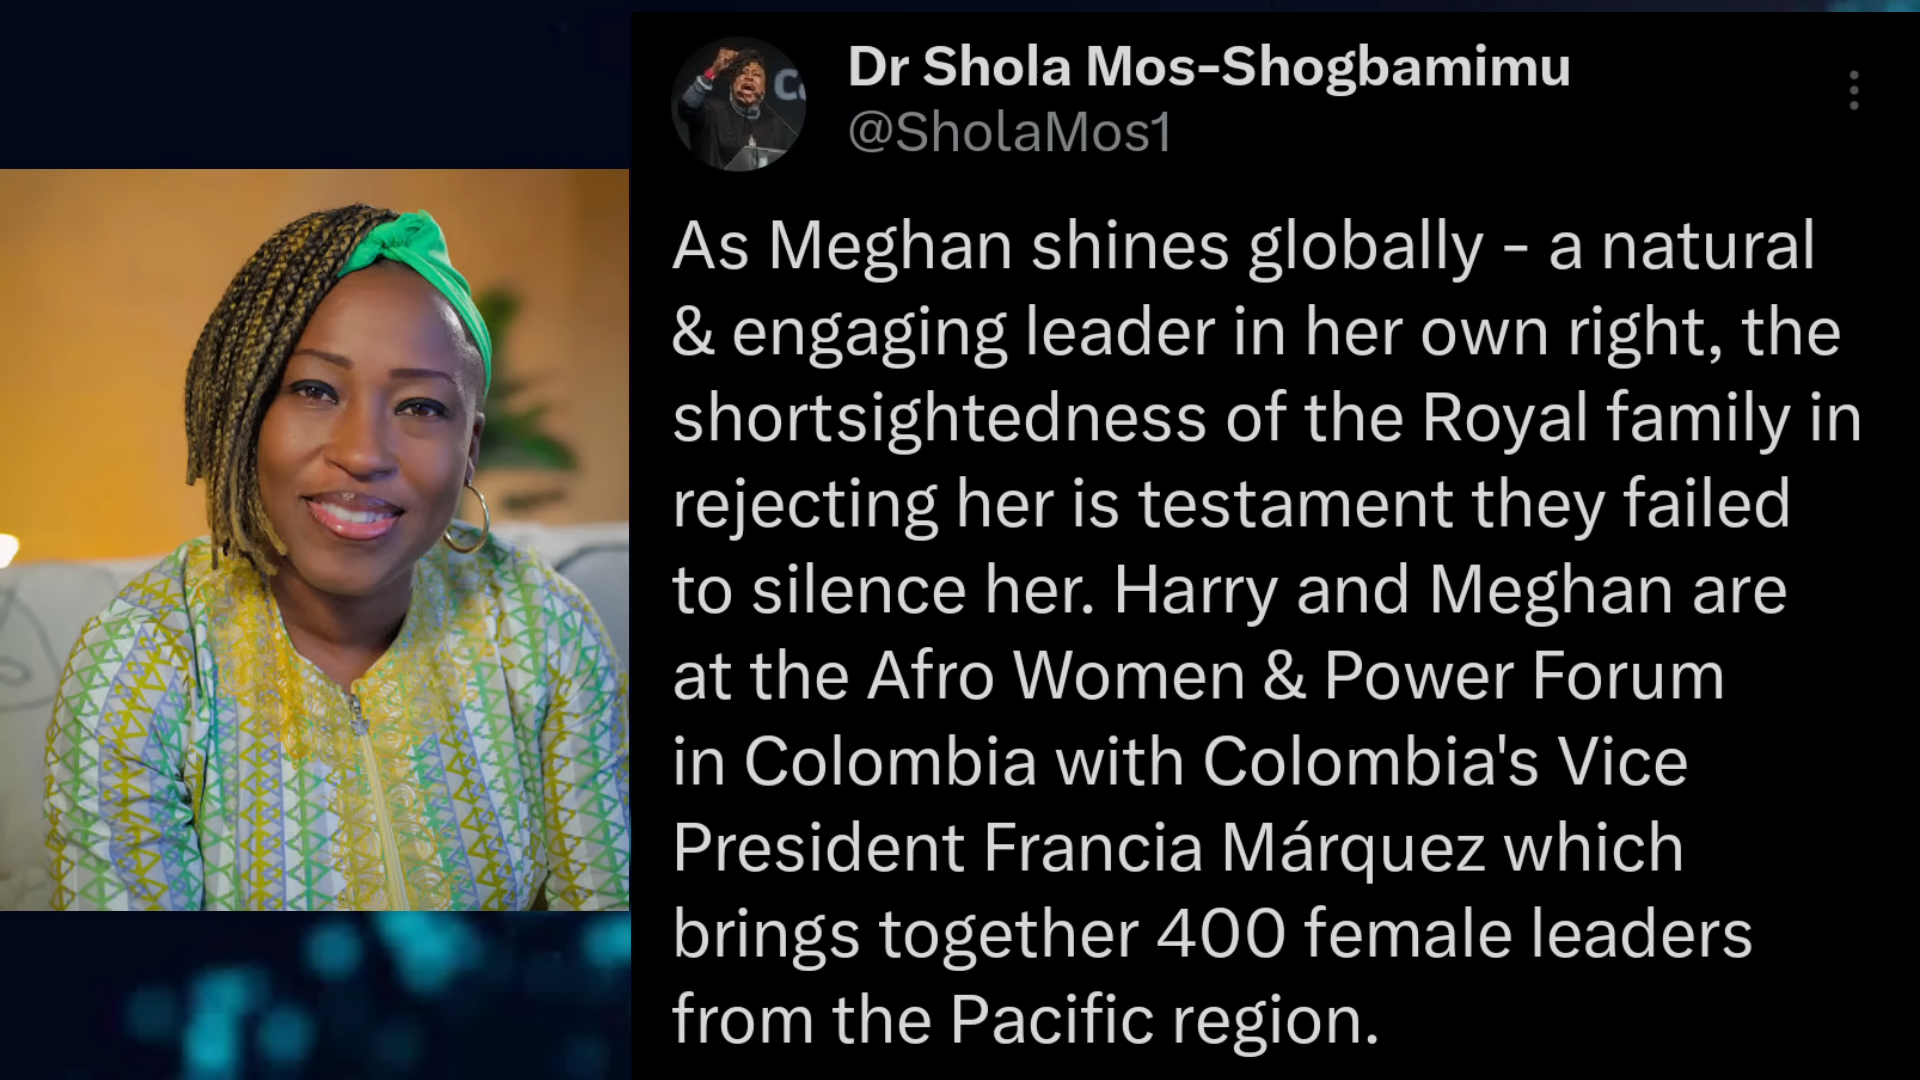 Dr Shola Mos-Shogbamimu
@SholaMos1
As Meghan shines globally - a natural
& engaging leader in her own right, the
shortsightedness of the Royal family in
rejecting her is testament they failed
to silence her. Harry and Meghan are
at the Afro Women & Power Forum
in Colombia with Colombia's Vice
President Francia Márquez which
brings together 400 female leaders
from the Pacific region.